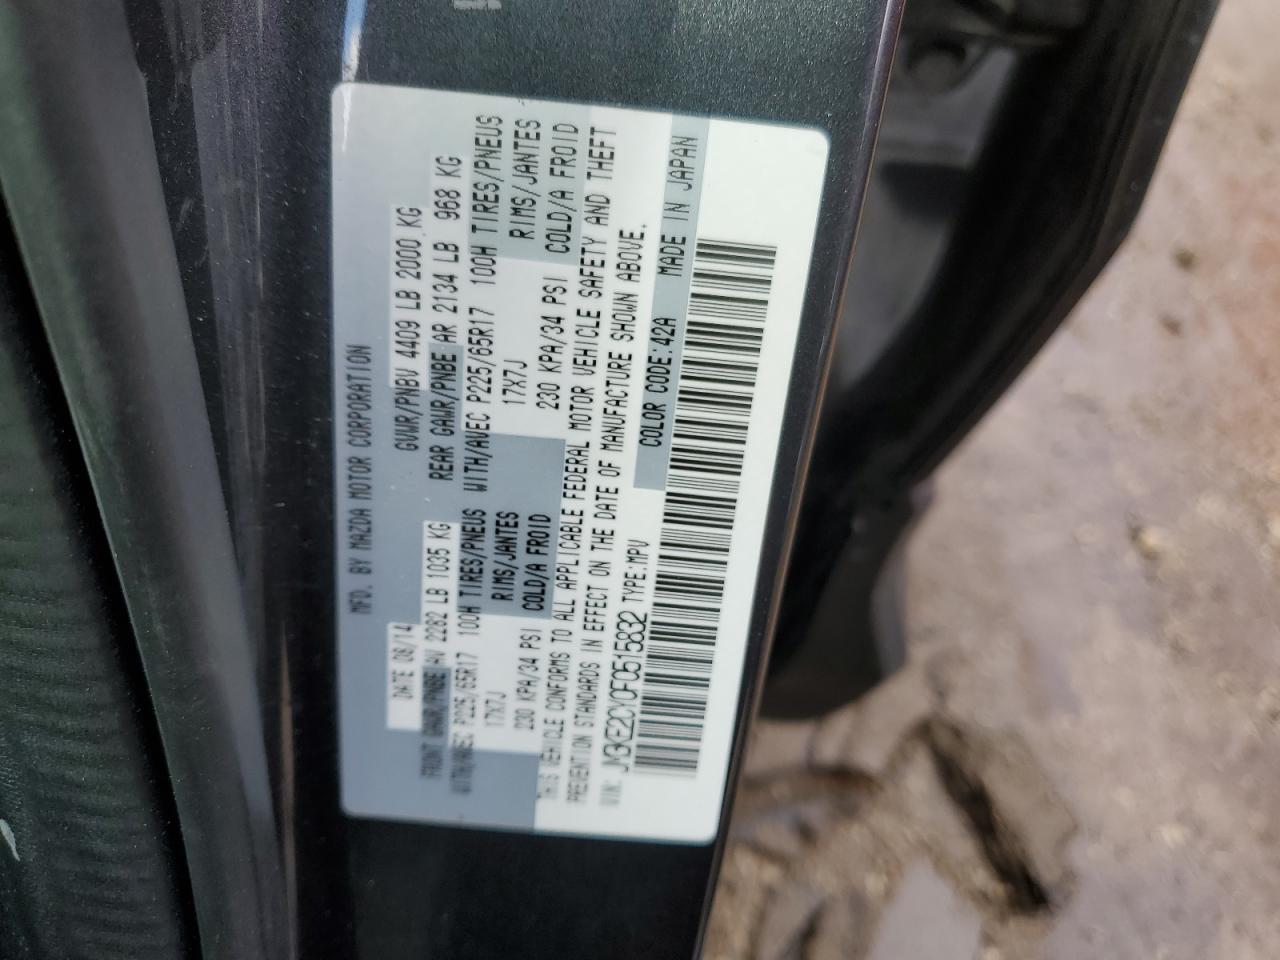 MFD. BY MAZDA MOTOR CORPORATION
DATE 08/14 GVWR/PNBV 4409 LB 2000 KG
FRONT GAWR/PNBE AV 2282 LB 1035 KG REAR GAWR/PNBE AR 2134 LB 968 KG
WITH/AVEC P225/65R17 100H TIRES/PNEUS WITH/AVEC P225/65R17 100H TIRES/PNEUS
17X7J RIMS/JANTES 17X7J RIMS/JANTES
230 KPA/34 PSI COLD/A FROID 230 KPA/34 PSI COLD/A FROID
THIS VEHICLE CONFORMS TO ALL APPLICABLE FEDERAL MOTOR VEHICLE SAFETY AND THEFT
PREVENTION STANDARDS IN EFFECT ON THE DATE OF MANUFACTURE SHOWN ABOVE.
VIN: JM3KE2CY0F0515832 TYPE:MPV COLOR CODE:42A MADE IN JAPAN